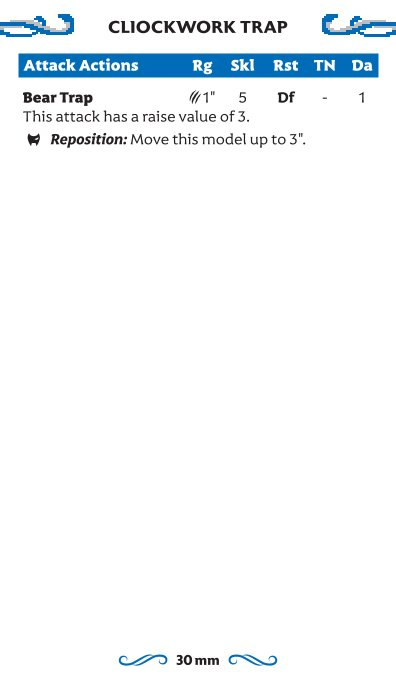 CLIOCKWORK TRAP
Attack Actions Rg Skl Rst TN Da
Bear Trap 1" 5 Df - 1
This attack has a raise value of 3.
Reposition: Move this model up to 3".
30 mm